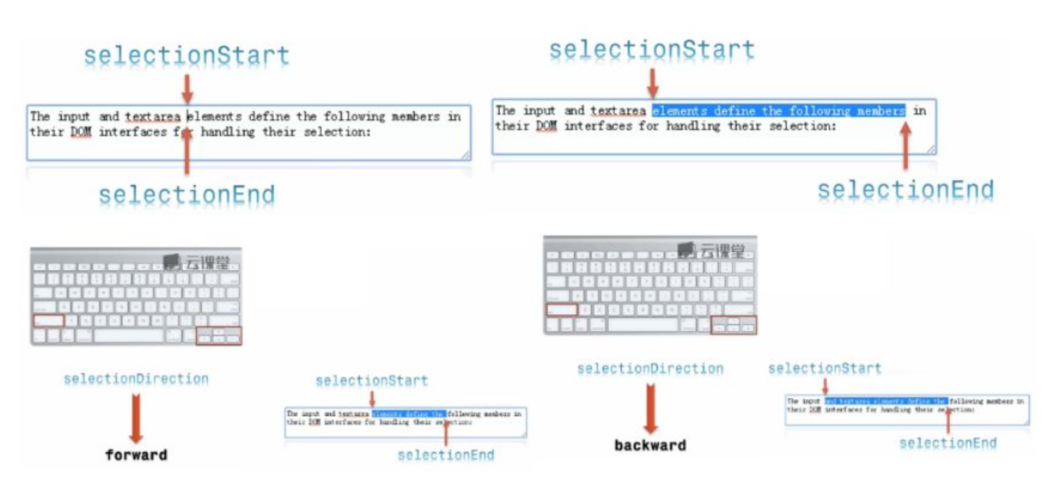 selectionStart
The input and textarea elements define the following members in
their DOM interfaces for handling their selection:
selectionEnd
selectionStart
The input and textarea elements define the following members in
their DOM interfaces for handling their selection:
selectionEnd
云课堂
selectionDirection
forward
selectionStart
The input and textarea elements define the following members in
their DOM interfaces for handling their selection:
selectionEnd
云课堂
selectionDirection
backward
selectionStart
The input and textarea elements define the following members in
their DOM interfaces for handling their selection:
selectionEnd